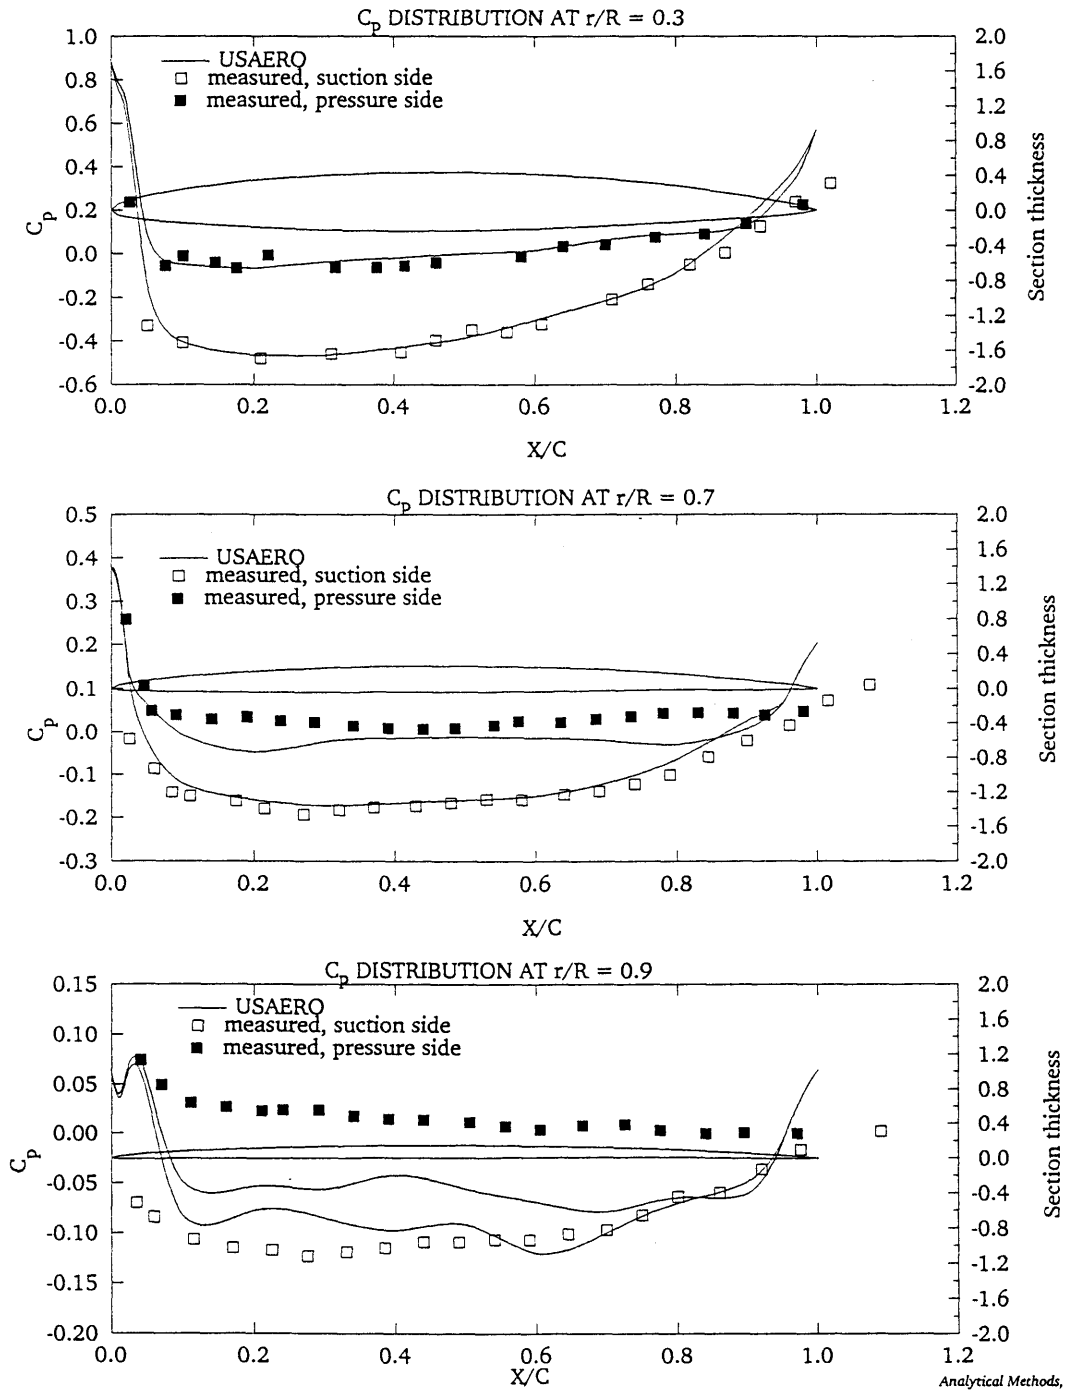 Cp DISTRIBUTION AT r/R = 0.3
USAERO
measured, suction side
measured, pressure side
1.0
0.8
0.6
0.4
0.2
0.0
-0.2
-0.4
-0.6
Cp
2.0
1.6
1.2
0.8
0.4
0.0
-0.4
-0.8
-1.2
-1.6
-2.0
Section thickness
0.0 0.2 0.4 0.6 0.8 1.0 1.2
X/C
Cp DISTRIBUTION AT r/R = 0.7
USAERO
measured, suction side
measured, pressure side
0.5
0.4
0.3
0.2
0.1
0.0
-0.1
-0.2
-0.3
Cp
2.0
1.6
1.2
0.8
0.4
0.0
-0.4
-0.8
-1.2
-1.6
-2.0
Section thickness
0.0 0.2 0.4 0.6 0.8 1.0 1.2
X/C
Cp DISTRIBUTION AT r/R = 0.9
USAERO
measured, suction side
measured, pressure side
0.15
0.10
0.05
0.00
-0.05
-0.10
-0.15
-0.20
Cp
2.0
1.6
1.2
0.8
0.4
0.0
-0.4
-0.8
-1.2
-1.6
-2.0
Section thickness
0.0 0.2 0.4 0.6 0.8 1.0 1.2
X/C
Analytical Methods,